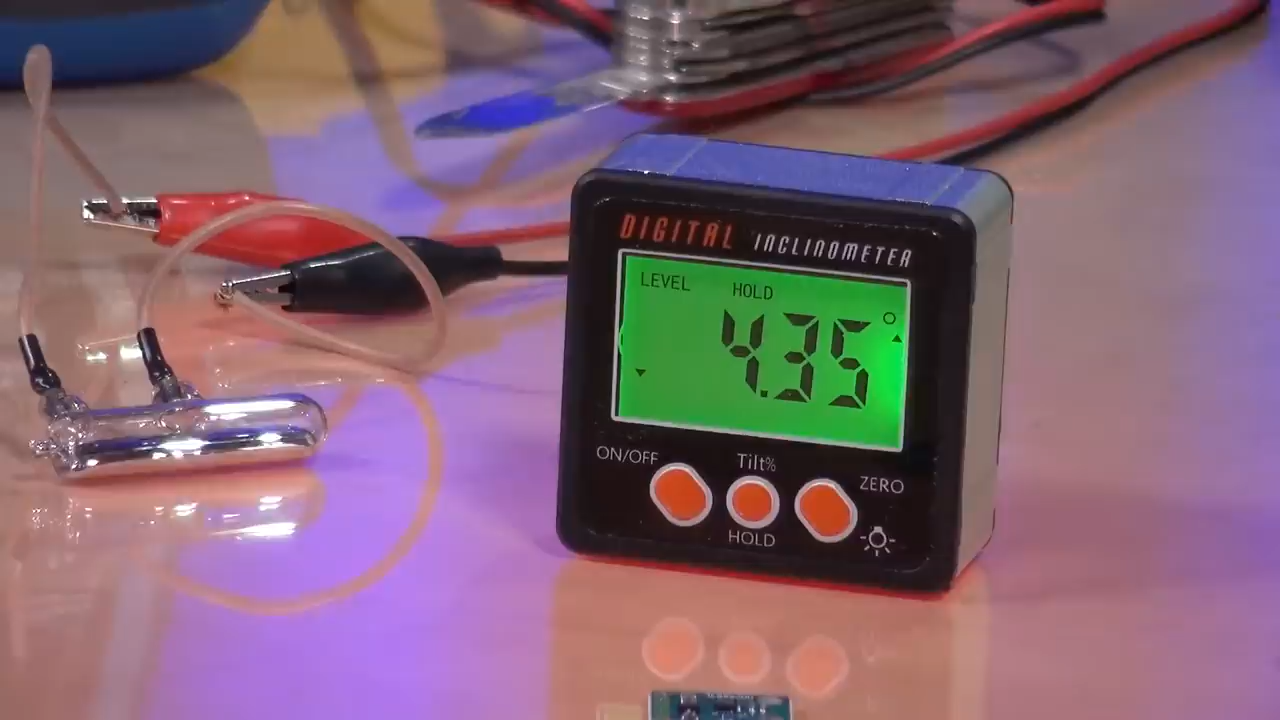 DIGITAL INCLINOMETER
LEVEL HOLD
4.35°
ON/OFF Tilt% ZERO
HOLD